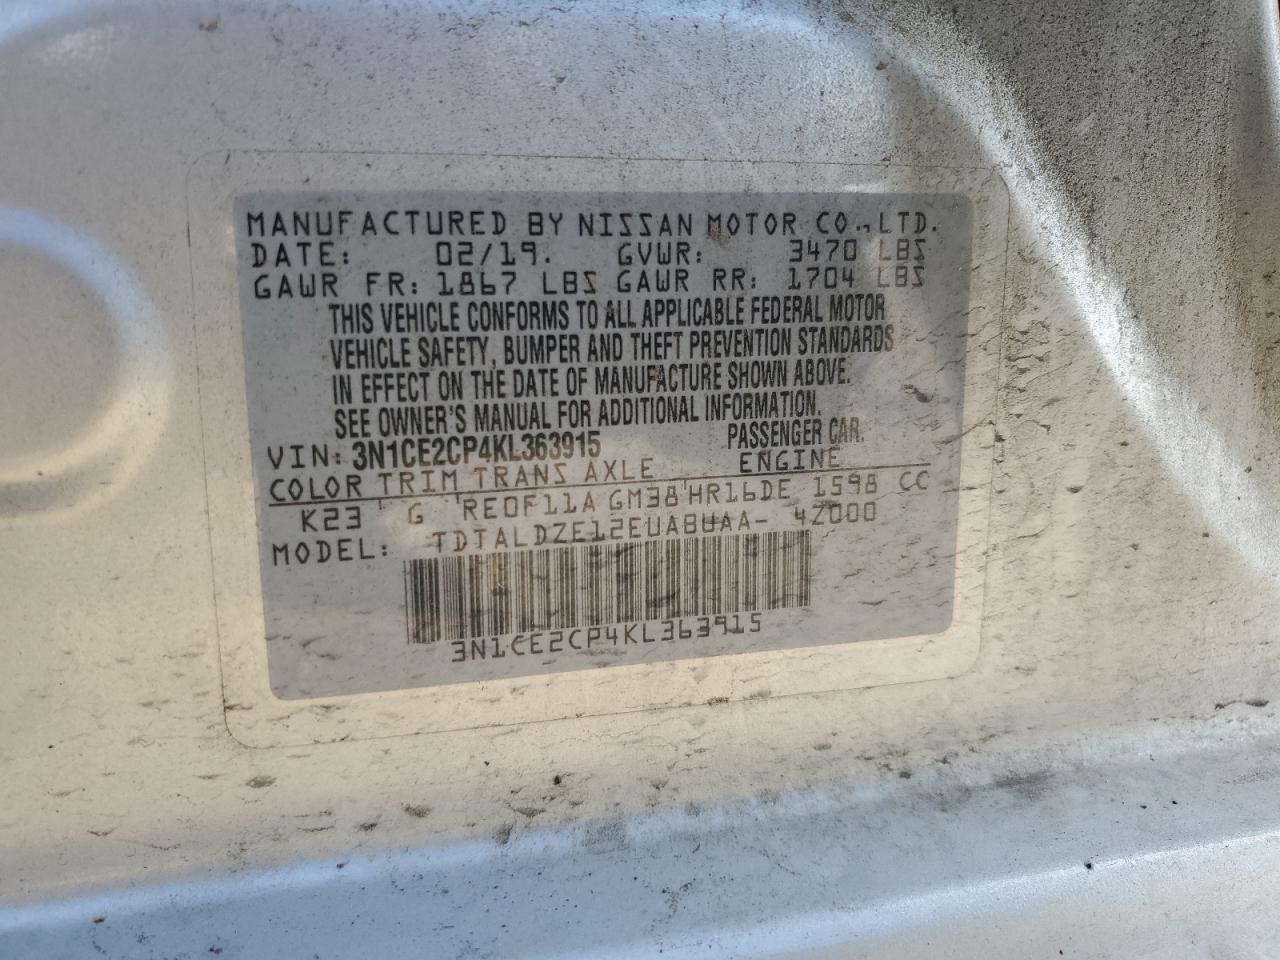 MANUFACTURED BY NISSAN MOTOR CO., LTD.
DATE: 02/19. GVWR: 3470 LBS
GAWR FR: 1867 LBS GAWR RR: 1704 LBS
THIS VEHICLE CONFORMS TO ALL APPLICABLE FEDERAL MOTOR
VEHICLE SAFETY, BUMPER AND THEFT PREVENTION STANDARDS
IN EFFECT ON THE DATE OF MANUFACTURE SHOWN ABOVE.
SEE OWNER'S MANUAL FOR ADDITIONAL INFORMATION.
VIN: 3N1CE2CP4KL363915 PASSENGER CAR.
COLOR TRIM TRANS AXLE ENGINE
K23 G RE0F11A GM38 HR16DE 1598 CC
MODEL: TDTALDZE12EUA8UAA- 4Z000
3N1CE2CP4KL363915